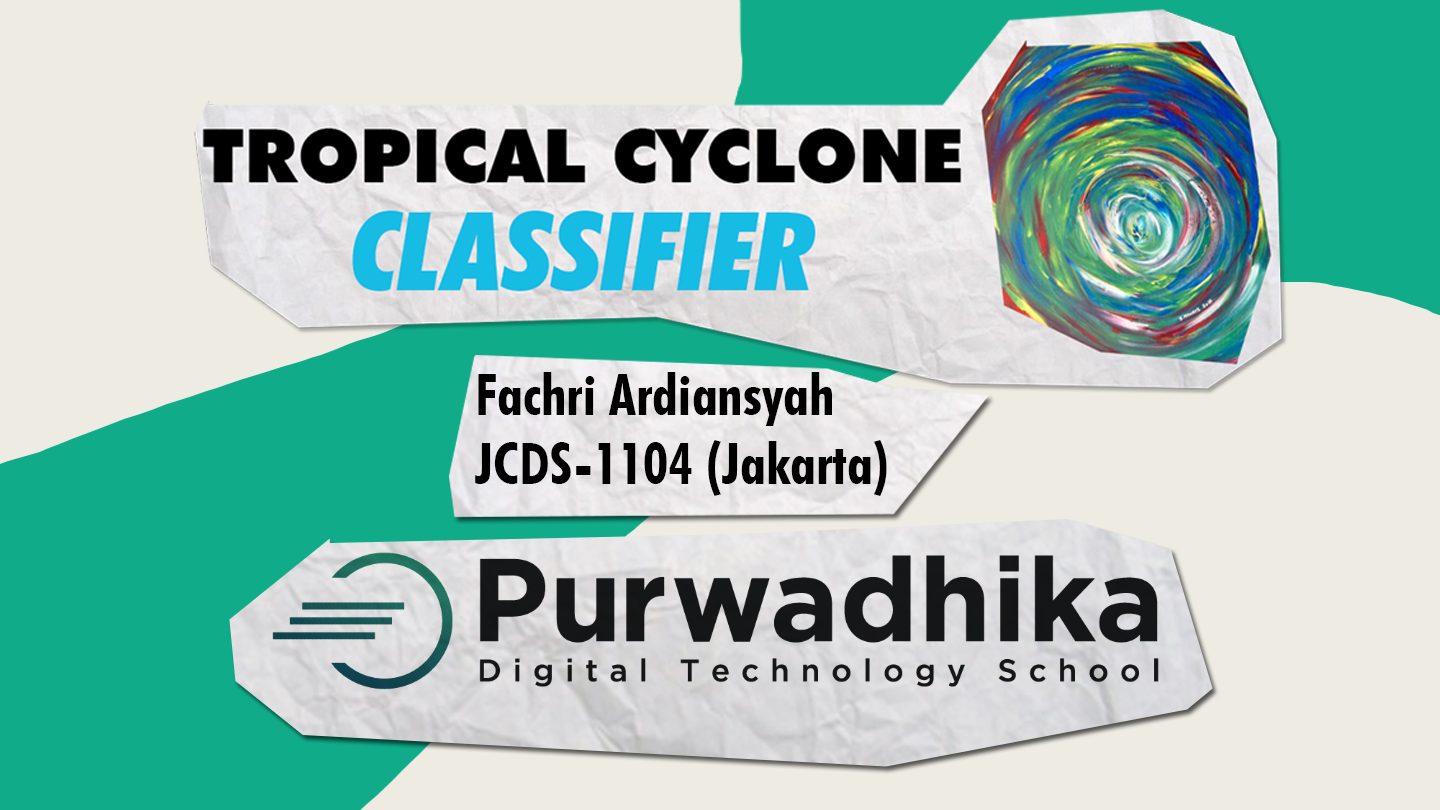 TROPICAL CYCLONE
CLASSIFIER
Fachri Ardiansyah
JCDS-1104 (Jakarta)
Purwadhika
Digital Technology School